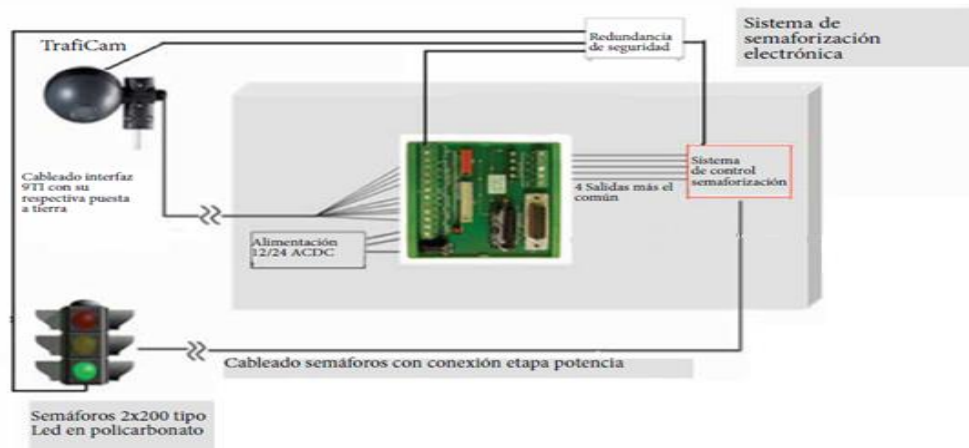 TrafiCam
Redundancia
de seguridad
Sistema de
semaforización
electrónica
Cableado interfaz
9TI con su
respectiva puesta
a tierra
Alimentación
12/24 ACDC
4 Salidas más el
común
Sistema
de control
semaforización
Cableado semáforos con conexión etapa potencia
Semáforos 2x200 tipo
Led en policarbonato